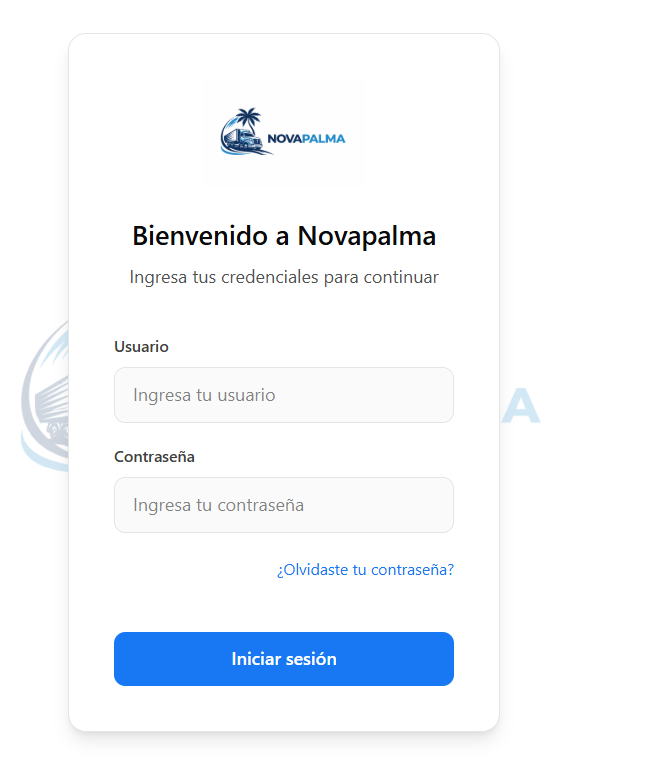 NOVAPALMA
Bienvenido a Novapalma
Ingresa tus credenciales para continuar
Usuario
Ingresa tu usuario
A
Contraseña
Ingresa tu contraseña
¿Olvidaste tu contraseña?
Iniciar sesión